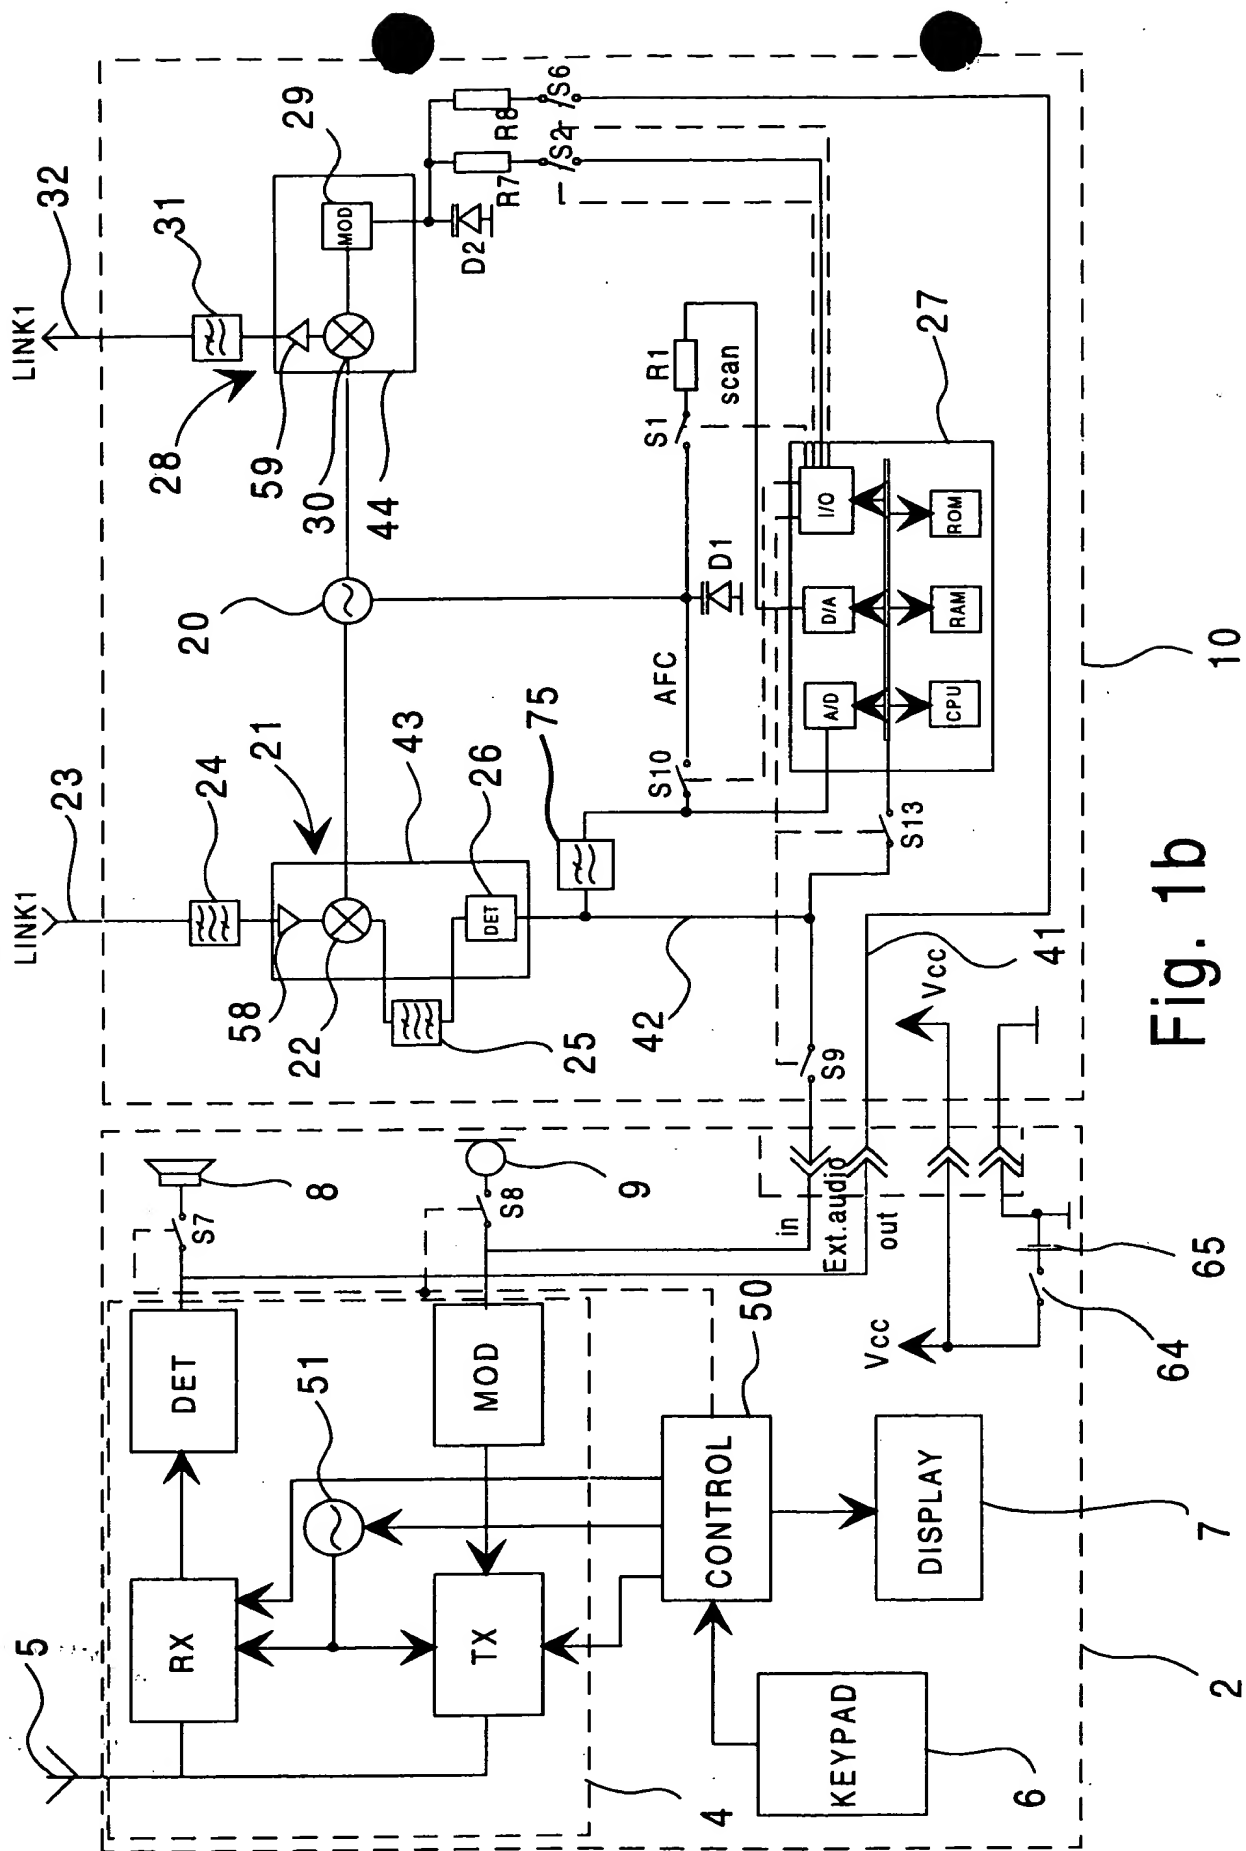 5
RX
DET
S7
8
51
TX
MOD
S8
9
4
KEYPAD
6
CONTROL
50
DISPLAY
7
2
in
Ext.audio
out
Vcc
64
65
LINK1
23
24
21
58
22
43
25
26
DET
75
42
S9
S13
41
Vcc
20
AFC
S10
D1
S1
R1
scan
A/D
D/A
I/O
CPU
RAM
ROM
27
10
LINK1
32
31
28
59
30
44
29
MOD
D2
R7
R8
S2
S6
Fig. 1b